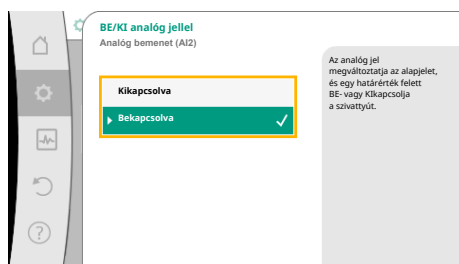 BE/KI analóg jellel
Analóg bemenet (AI2)
Kikapcsolva
Bekapcsolva
Az analóg jel
megváltoztatja az alapjelet,
és egy határérték felett
BE- vagy KIkapcsolja
a szivattyút.
?